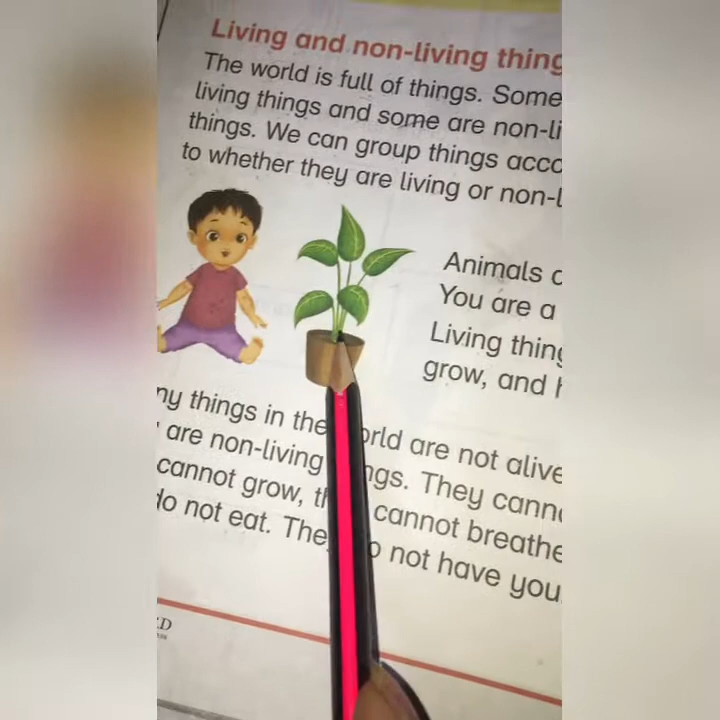 Living and non-living thing
The world is full of things. Some
living things and some are non-li
things. We can group things acco
to whether they are living or non-l
Animals
You are a
Living thing
grow, and
ny things in the orld are not alive
are non-living ngs. They cann
cannot grow, th cannot breathe
do not eat. The o not have you